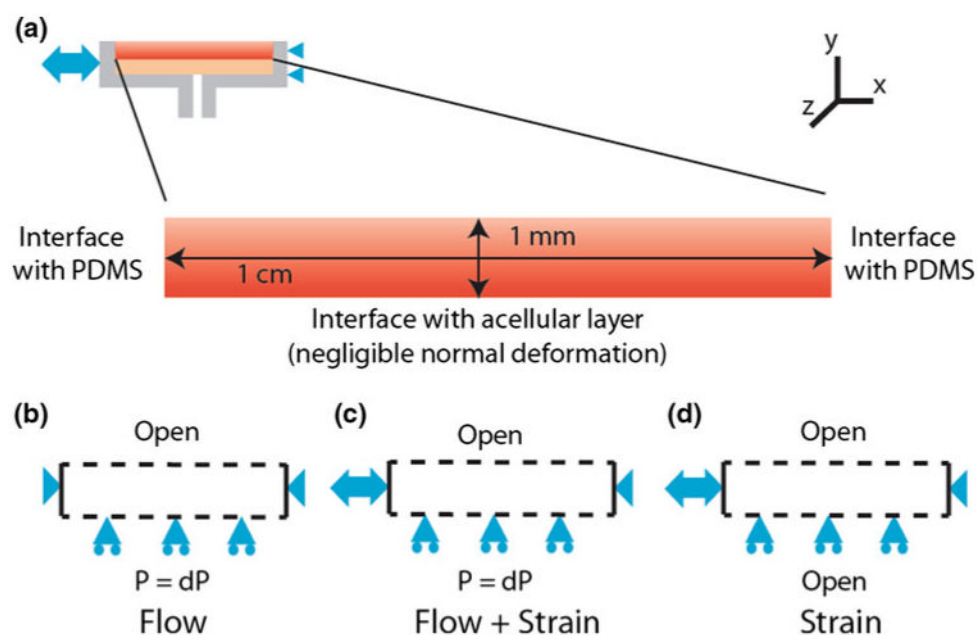 (a)
y
x
z
Interface
with PDMS
1 mm
1 cm
Interface
with PDMS
Interface with acellular layer
(negligible normal deformation)
(b)
Open
P = dP
Flow
(c)
Open
P = dP
Flow + Strain
(d)
Open
Open
Strain